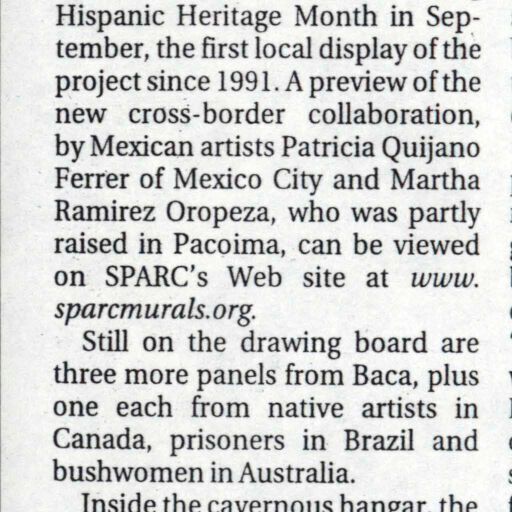 Hispanic Heritage Month in Sep-
tember, the first local display of the
project since 1991. A preview of the
new cross-border collaboration,
by Mexican artists Patricia Quijano
Ferrer of Mexico City and Martha
Ramirez Oropeza, who was partly
raised in Pacoima, can be viewed
on SPARC's Web site at www.
sparcmurals.org.
Still on the drawing board are
three more panels from Baca, plus
one each from native artists in
Canada, prisoners in Brazil and
bushwomen in Australia.
Inside the cavernous hangar, the